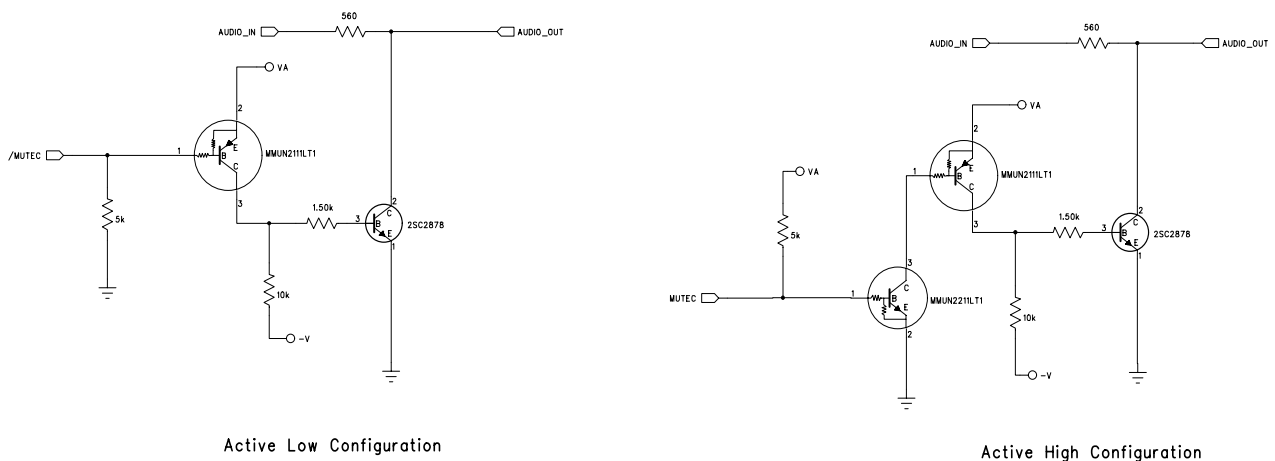 560
AUDIO_IN
AUDIO_OUT
VA
2
/MUTEC
1
B
E
C
MMUN2111LT1
3
5k
1.50k
3
2
B
C
E
1
2SC2878
10k
-V
Active Low Configuration
560
AUDIO_IN
AUDIO_OUT
VA
2
VA
1
B
E
C
MMUN2111LT1
3
5k
1.50k
3
2
B
C
E
1
2SC2878
3
MUTEC
1
B
C
E
MMUN2211LT1
2
10k
-V
Active High Configuration